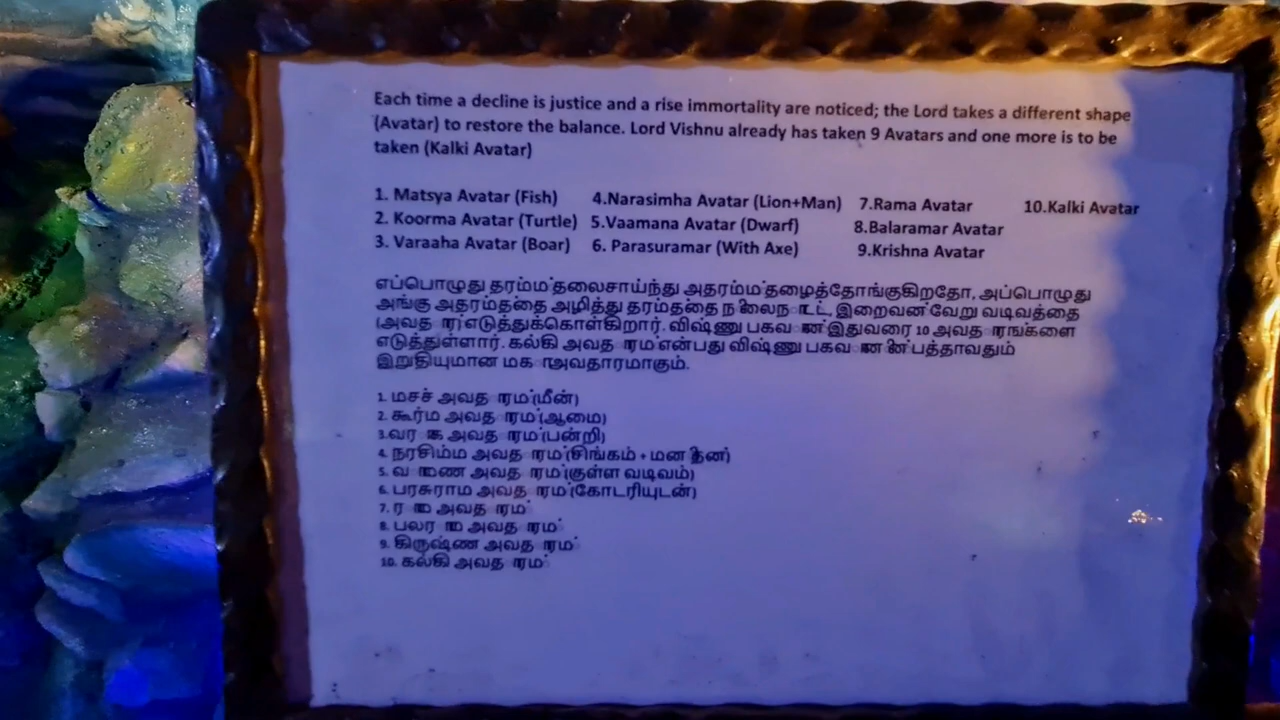 Each time a decline is justice and a rise immortality are noticed; the Lord takes a different shape
(Avatar) to restore the balance. Lord Vishnu already has taken 9 Avatars and one more is to be
taken (Kalki Avatar)
1. Matsya Avatar (Fish) 4.Narasimha Avatar (Lion+Man) 7.Rama Avatar 10.Kalki Avatar
2. Koorma Avatar (Turtle) 5.Vaamana Avatar (Dwarf) 8.Balaramar Avatar
3. Varaaha Avatar (Boar) 6. Parasuramar (With Axe) 9.Krishna Avatar
எப்பொழுது தரம்ம் தலைசாய்ந்து அதரம்ம் தழைத்தோங்குகிறதோ, அப்பொழுது
அங்கு அதரம்ததை அழித்து தரம்ததை நிலைநாட்ட, இறைவன் வேறு வடிவத்தை
(அவதாரம்) எடுத்துக்கொள்கிறார். விஷ்ணு பகவான் இதுவரை 10 அவதாரங்களை
எடுத்துள்ளார். கல்கி அவதாரம் என்பது விஷ்ணு பகவானின் பத்தாவதும்
இறுதியுமான மகாஅவதாரமாகும்.
1. மசச் அவதாரம் (மீன்)
2. கூர்ம அவதாரம் (ஆமை)
3.வராக அவதாரம் (பன்றி)
4. நரசிம்ம அவதாரம் (சிங்கம் + மனிதன்)
5. வாமண அவதாரம் (குள்ள வடிவம்)
6. பரசுராம அவதாரம் (கோடரியுடன்)
7. ராம அவதாரம்
8. பலராம அவதாரம்
9. கிருஷ்ண அவதாரம்
10. கல்கி அவதாரம்